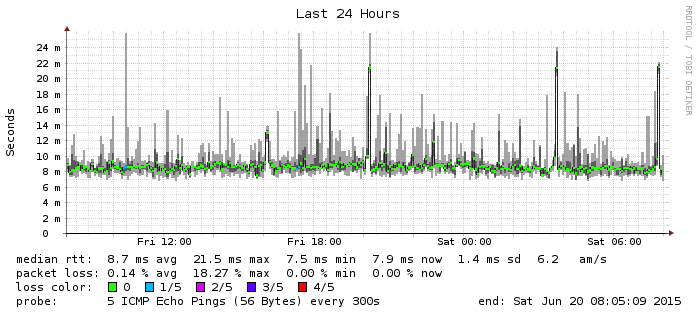 Last 24 Hours
RRDTOOL / TOBI OETIKER
Seconds
24 m
22 m
20 m
18 m
16 m
14 m
12 m
10 m
8 m
6 m
4 m
2 m
0
Fri 12:00 Fri 18:00 Sat 00:00 Sat 06:00
median rtt: 8.7 ms avg 21.5 ms max 7.5 ms min 7.9 ms now 1.4 ms sd 6.2 am/s
packet loss: 0.14 % avg 18.27 % max 0.00 % min 0.00 % now
loss color: 0 1/5 2/5 3/5 4/5
probe: 5 ICMP Echo Pings (56 Bytes) every 300s end: Sat Jun 20 08:05:09 2015